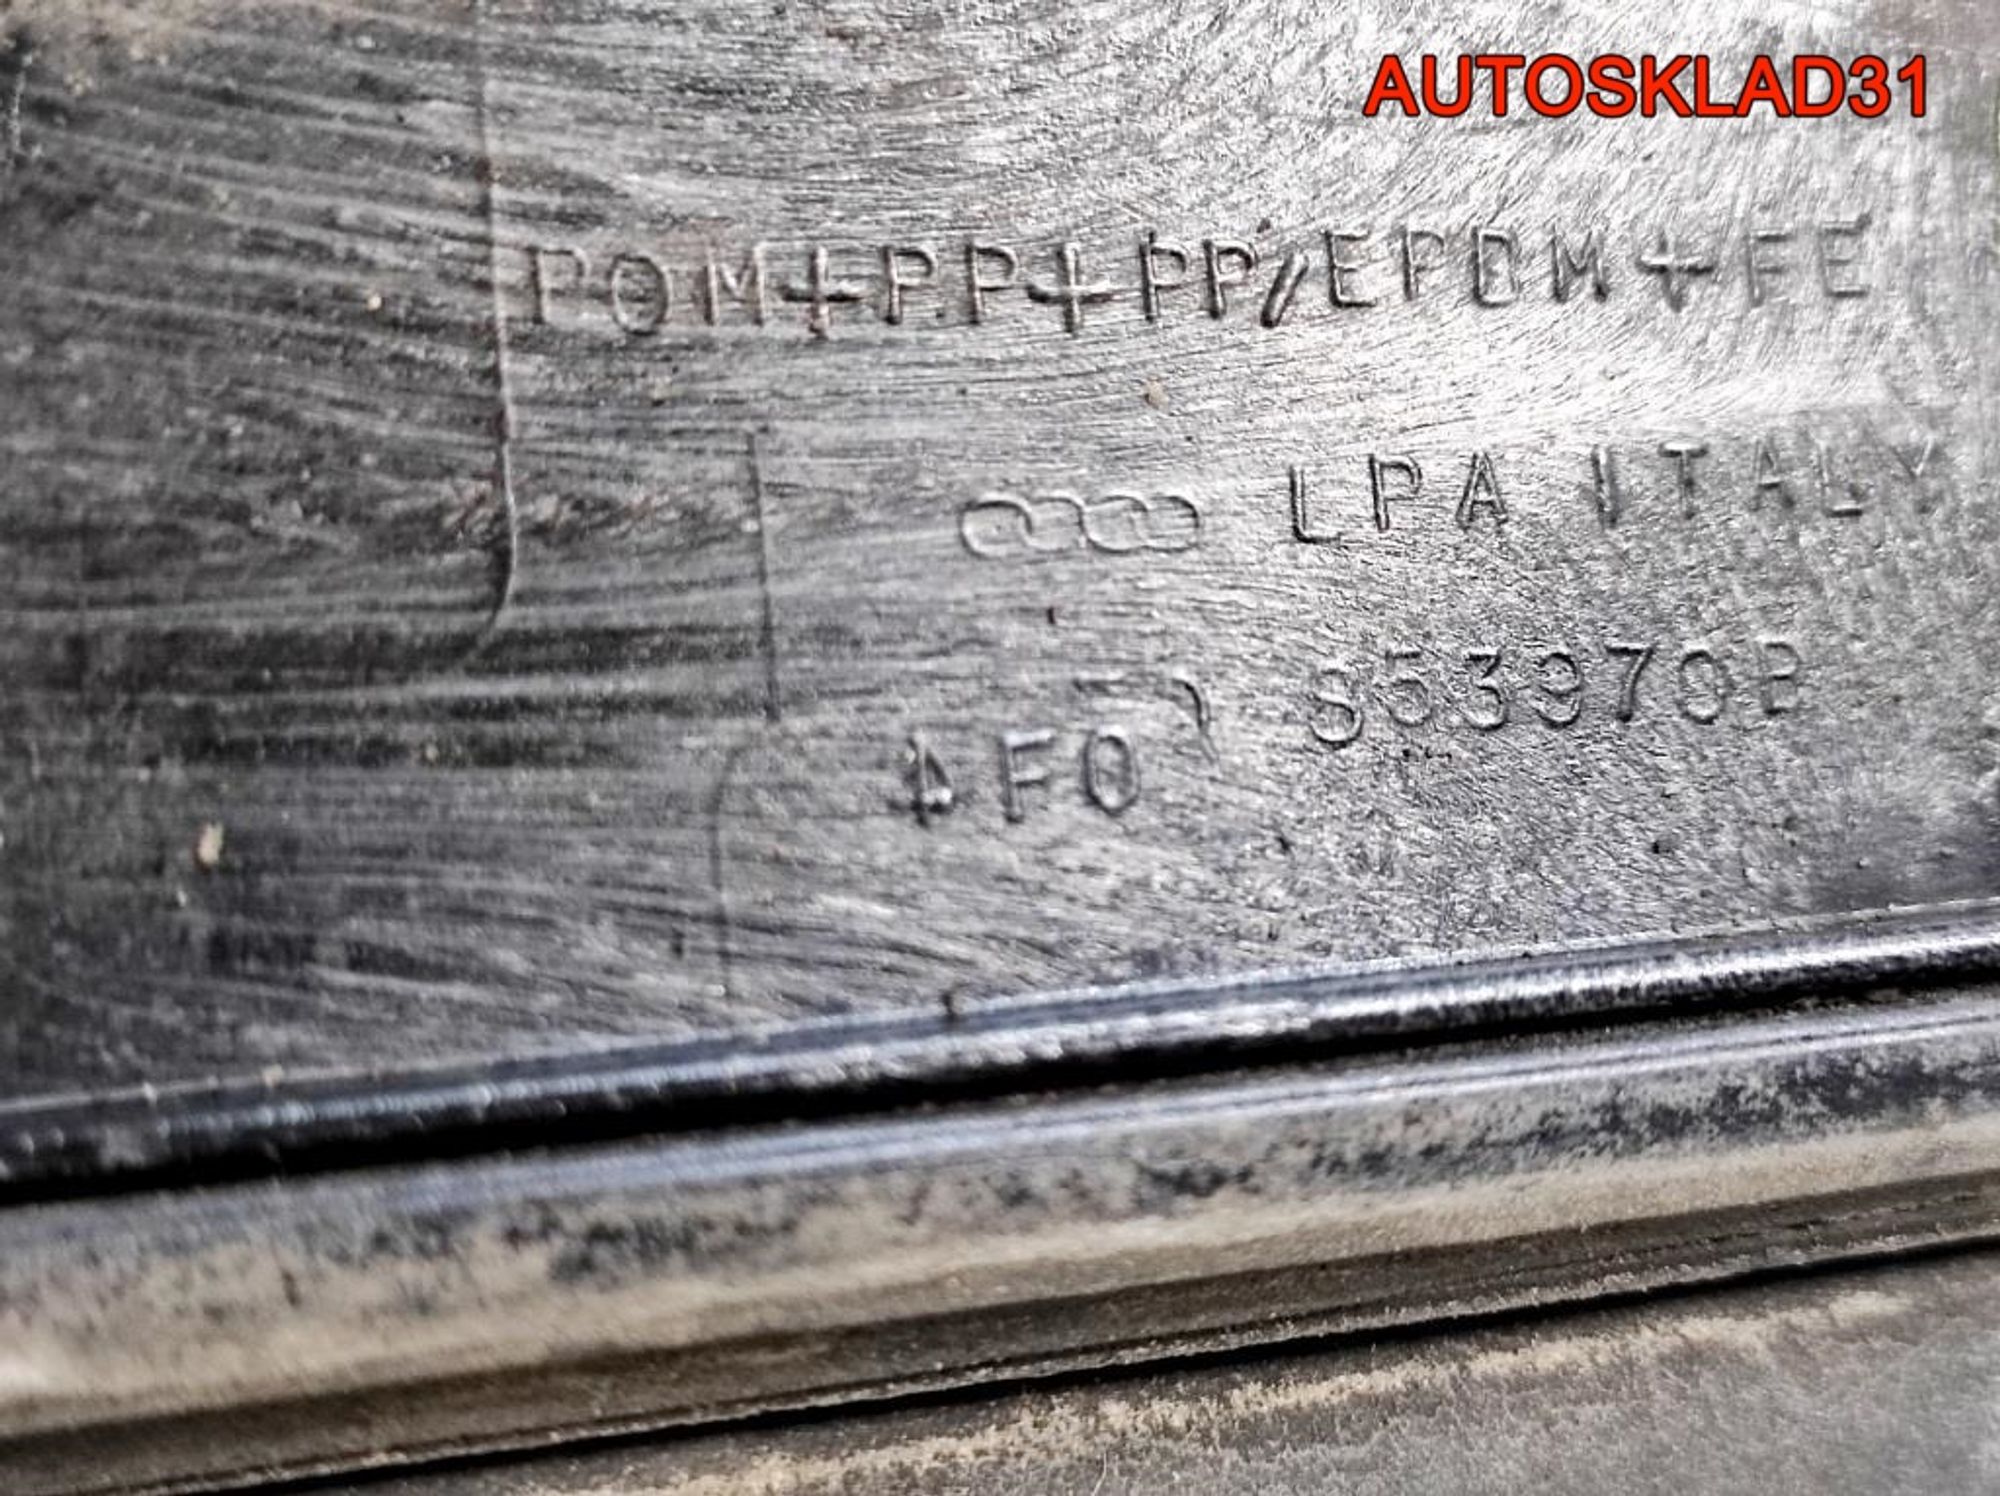 AUTOSKLAD31
POM+PP+PP/EPDM+FE
LPA ITALY
4F0 853970B